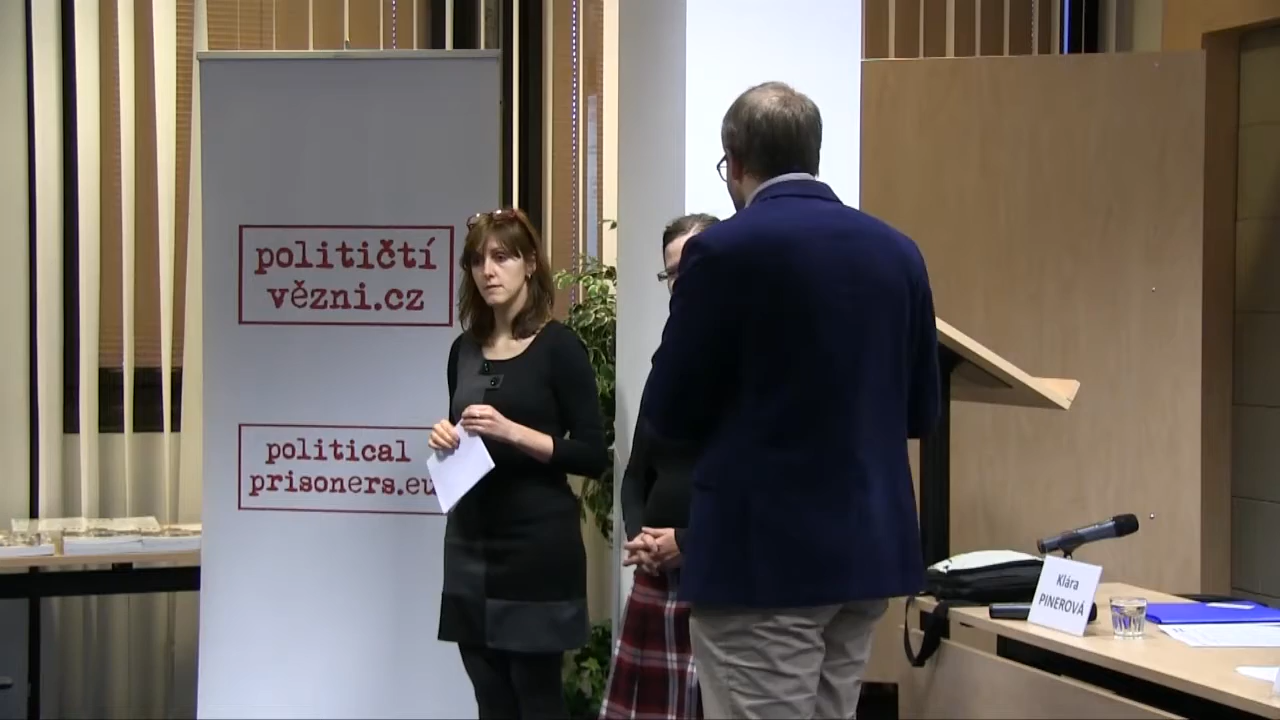 političtí
vězni.cz
political
prisoners.eu
Klára
PINEROVÁ